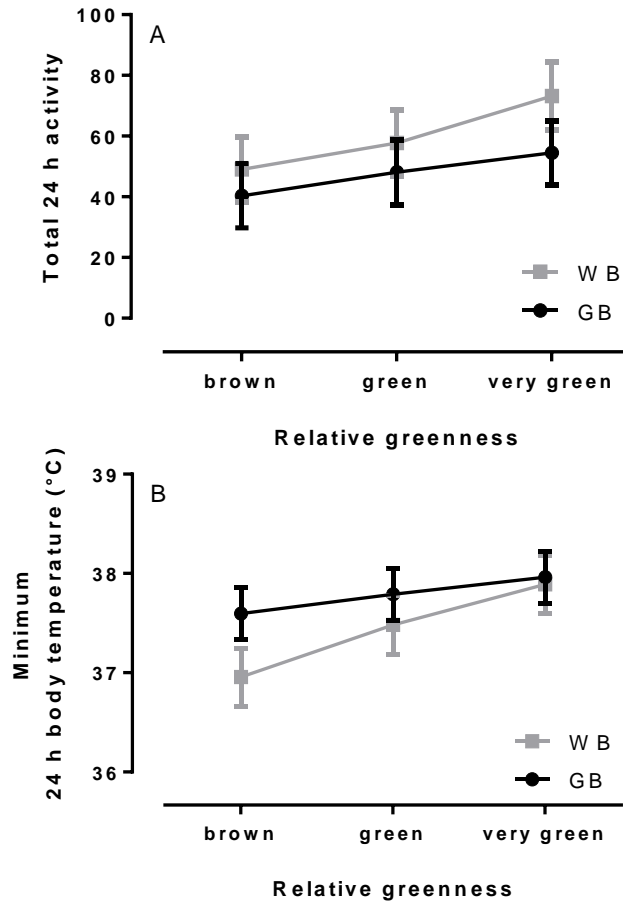 A
Total 24 h activity
100
80
60
40
20
0
WB
GB
brown green very green
Relative greenness
B
Minimum
24 h body temperature (°C)
39
38
37
36
WB
GB
brown green very green
Relative greenness